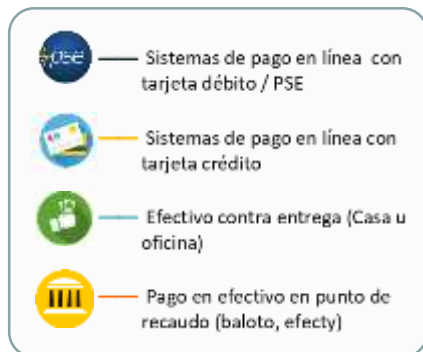 pse
Sistemas de pago en línea con
tarjeta débito / PSE
Sistemas de pago en línea con
tarjeta crédito
Efectivo contra entrega (Casa u
oficina)
Pago en efectivo en punto de
recaudo (baloto, efecty)